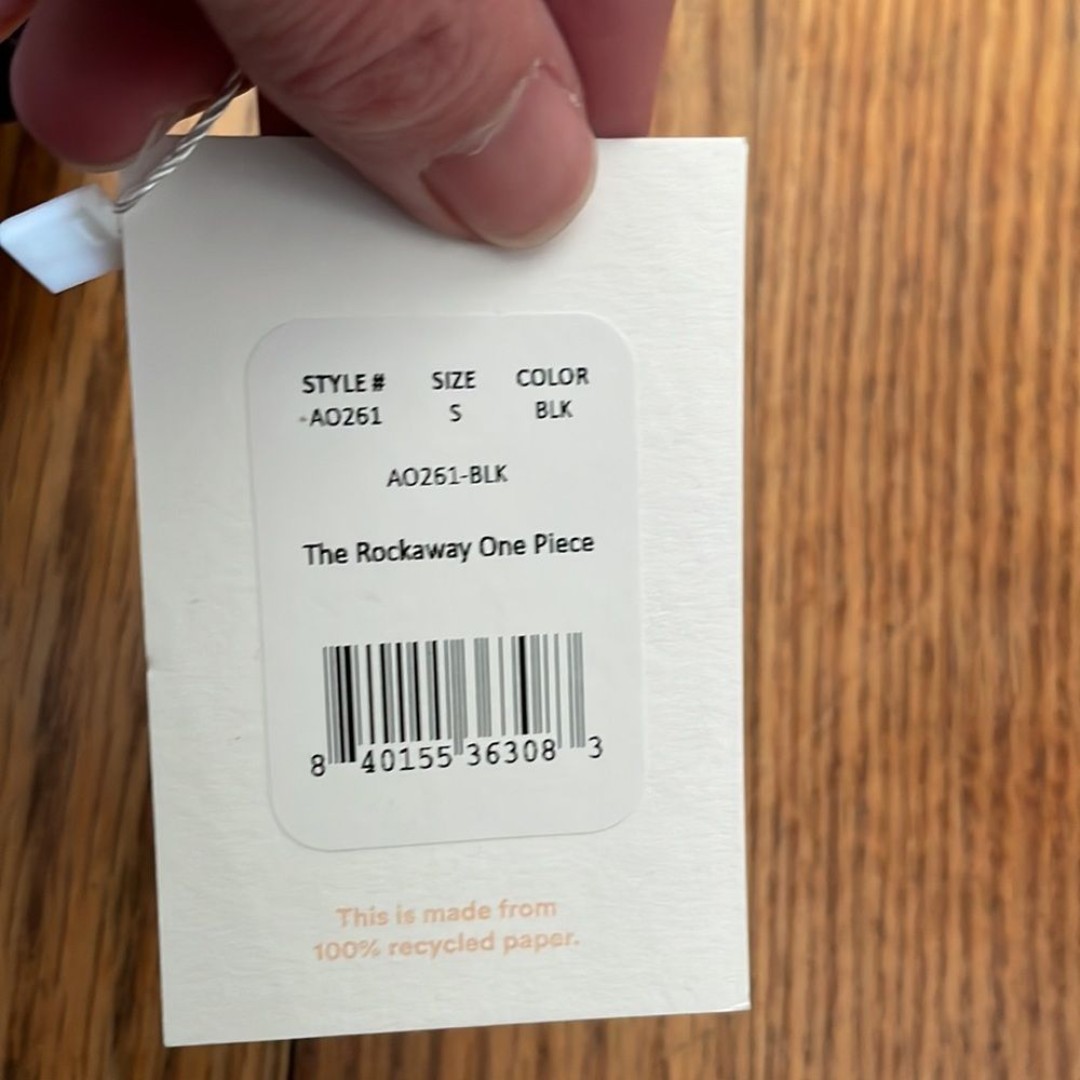 STYLE # SIZE COLOR
-AO261 S BLK
AO261-BLK
The Rockaway One Piece
8 40155 36308 3
This is made from
100% recycled paper.